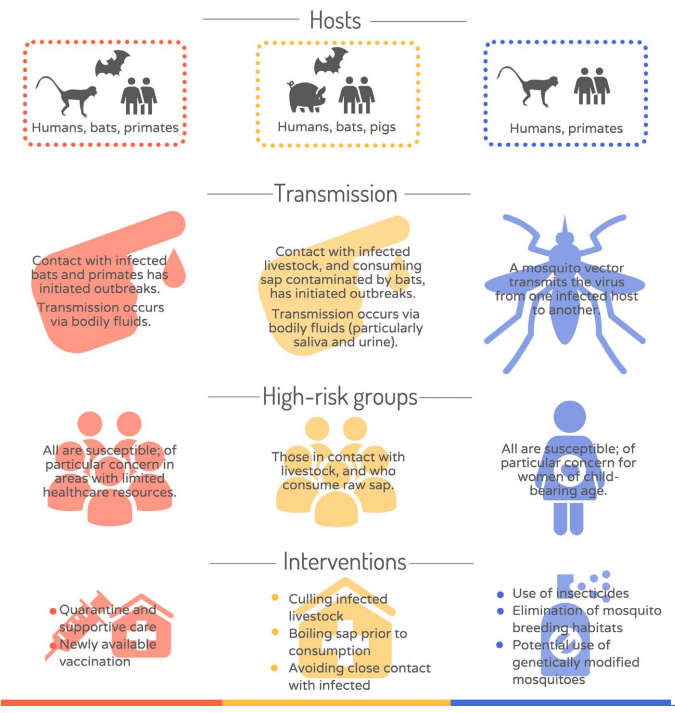 Hosts
Humans, bats, primates
Humans, bats, pigs
Humans, primates
Transmission
Contact with infected
bats and primates has
initiated outbreaks.
Transmission occurs
via bodily fluids.
Contact with infected
livestock, and consuming
sap contaminated by bats,
has initiated outbreaks.
Transmission occurs via
bodily fluids (particularly
saliva and urine).
A mosquito vector
transmits the virus
from one infected host
to another.
High-risk groups
All are susceptible; of
particular concern in
areas with limited
healthcare resources.
Those in contact with
livestock, and who
consume raw sap.
All are susceptible; of
particular concern for
women of child-
bearing age.
Interventions
• Quarantine and
supportive care
• Newly available
vaccination
• Culling infected
livestock
• Boiling sap prior to
consumption
• Avoiding close contact
with infected
• Use of insecticides
• Elimination of mosquito
breeding habitats
• Potential use of
genetically modified
mosquitoes